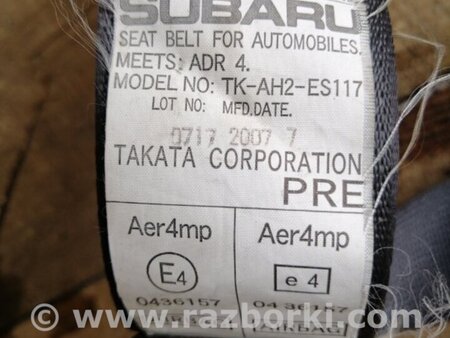 SUBARU
SEAT BELT FOR AUTOMOBILES.
MEETS: ADR 4.
MODEL NO: TK-AH2-ES117
LOT NO: MFD.DATE.
0717 2007 7
TAKATA CORPORATION
PRE
Aer4mp Aer4mp
E4 e 4
0436157
AIRBAG
© www.razborki.com